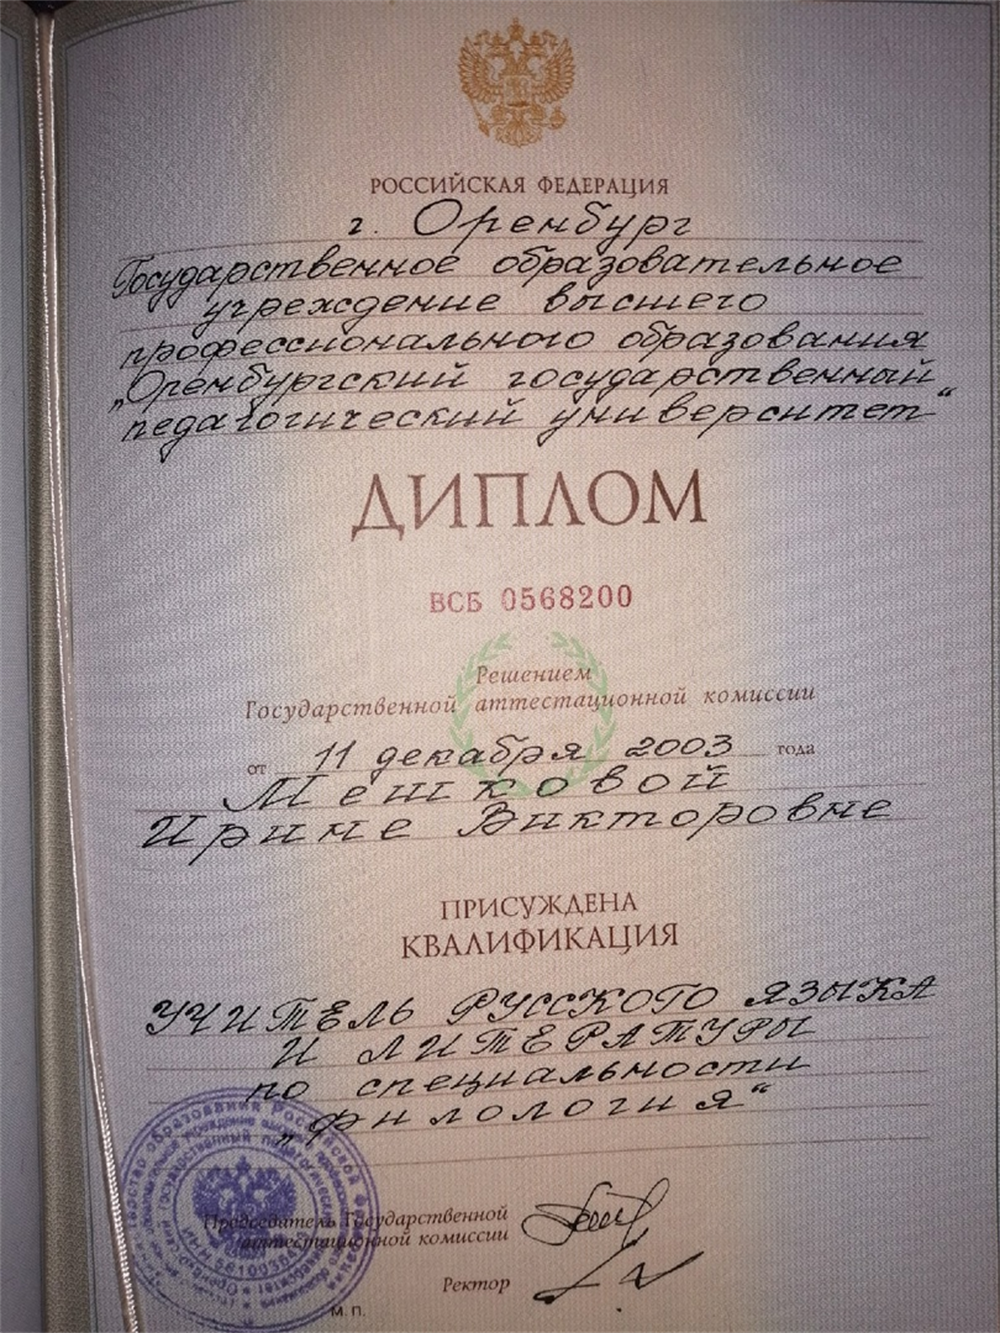 РОССИЙСКАЯ ФЕДЕРАЦИЯ
г. Оренбург
Государственное образовательное
учреждение высшего
профессионального образования
„Оренбургский государственный
педагогический университет“
ДИПЛОМ
ВСБ 0568200
Решением
Государственной аттестационной комиссии
от 11 декабря 2003 года
Мешковой
Ирине Викторовне
ПРИСУЖДЕНА
КВАЛИФИКАЦИЯ
УЧИТЕЛЬ РУССКОГО ЯЗЫКА
И ЛИТЕРАТУРЫ
по специальности
„филология“
Председатель Государственной
аттестационной комиссии
Ректор
М. П.